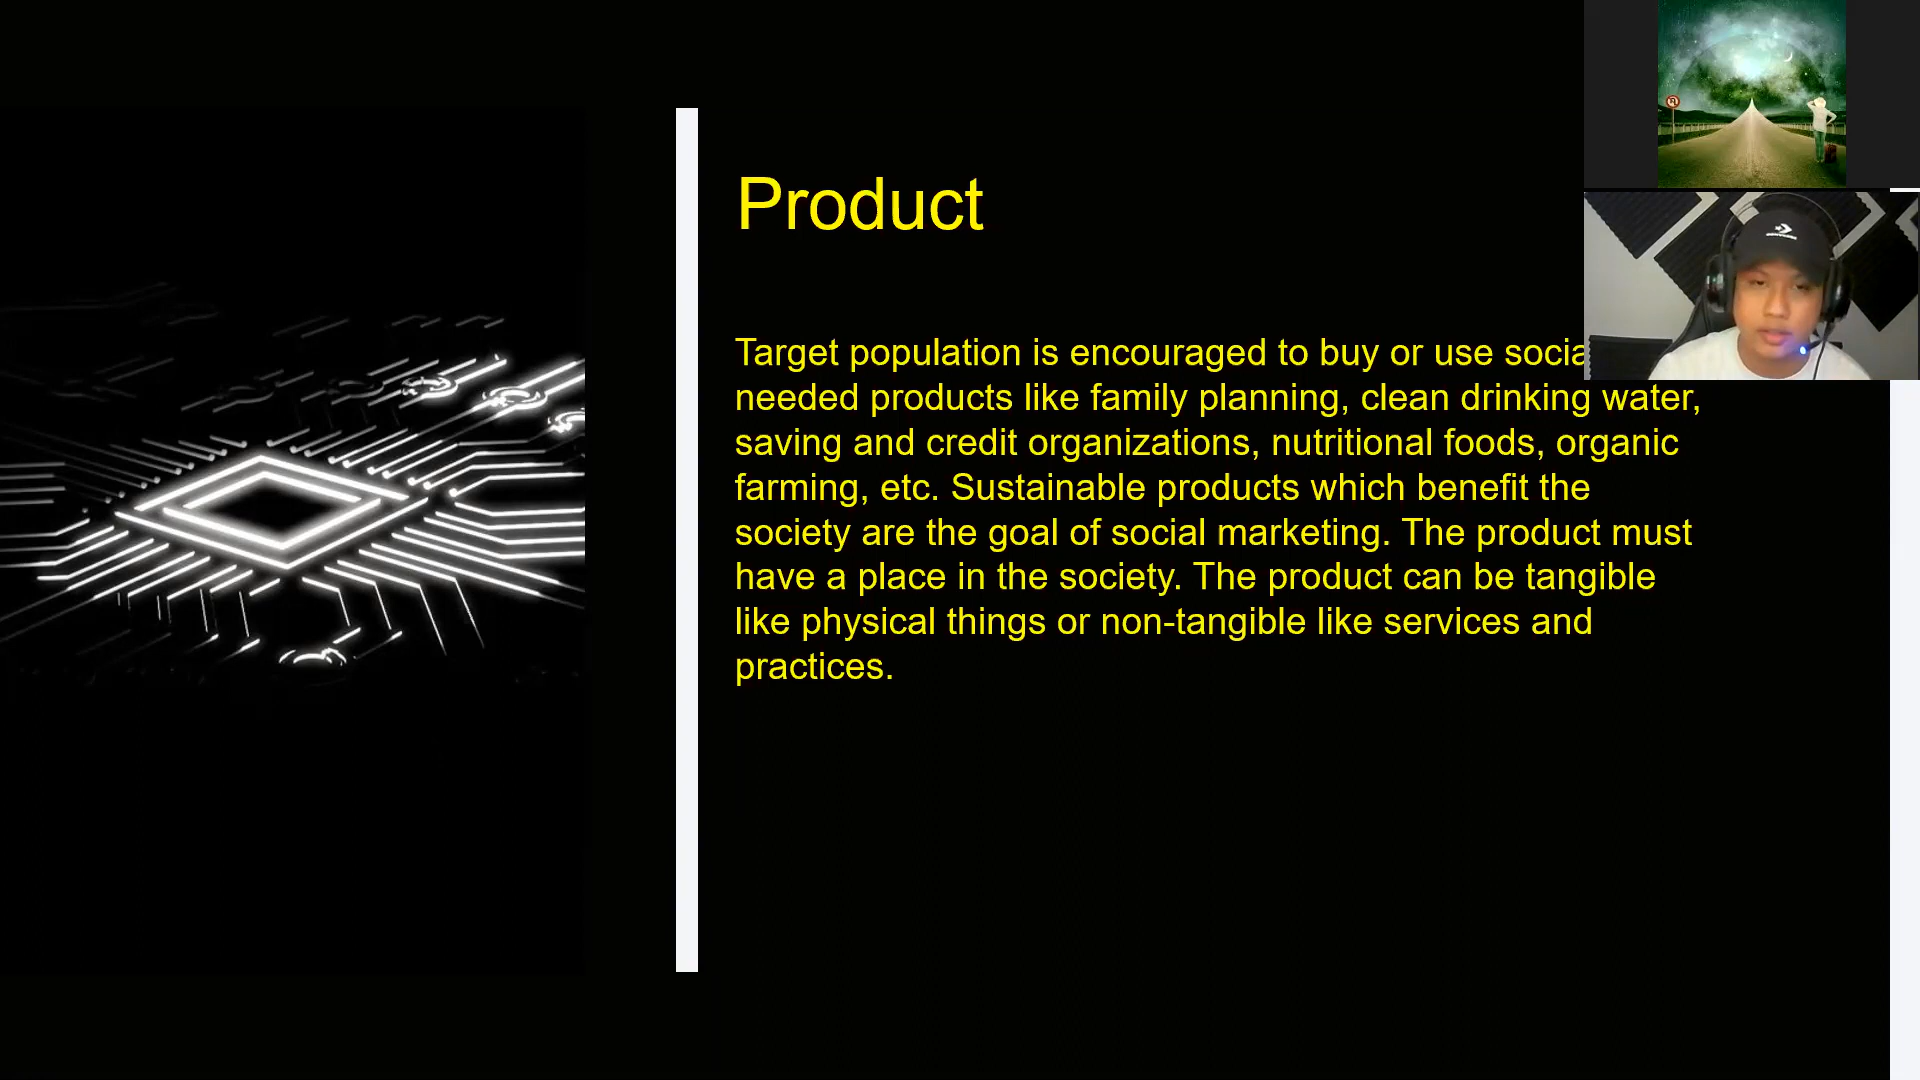 Product
Target population is encouraged to buy or use
needed products like family planning, clean drinking water,
saving and credit organizations, nutritional foods, organic
farming, etc. Sustainable products which benefit the
society are the goal of social marketing. The product must
have a place in the society. The product can be tangible
like physical things or non-tangible like services and
practices.